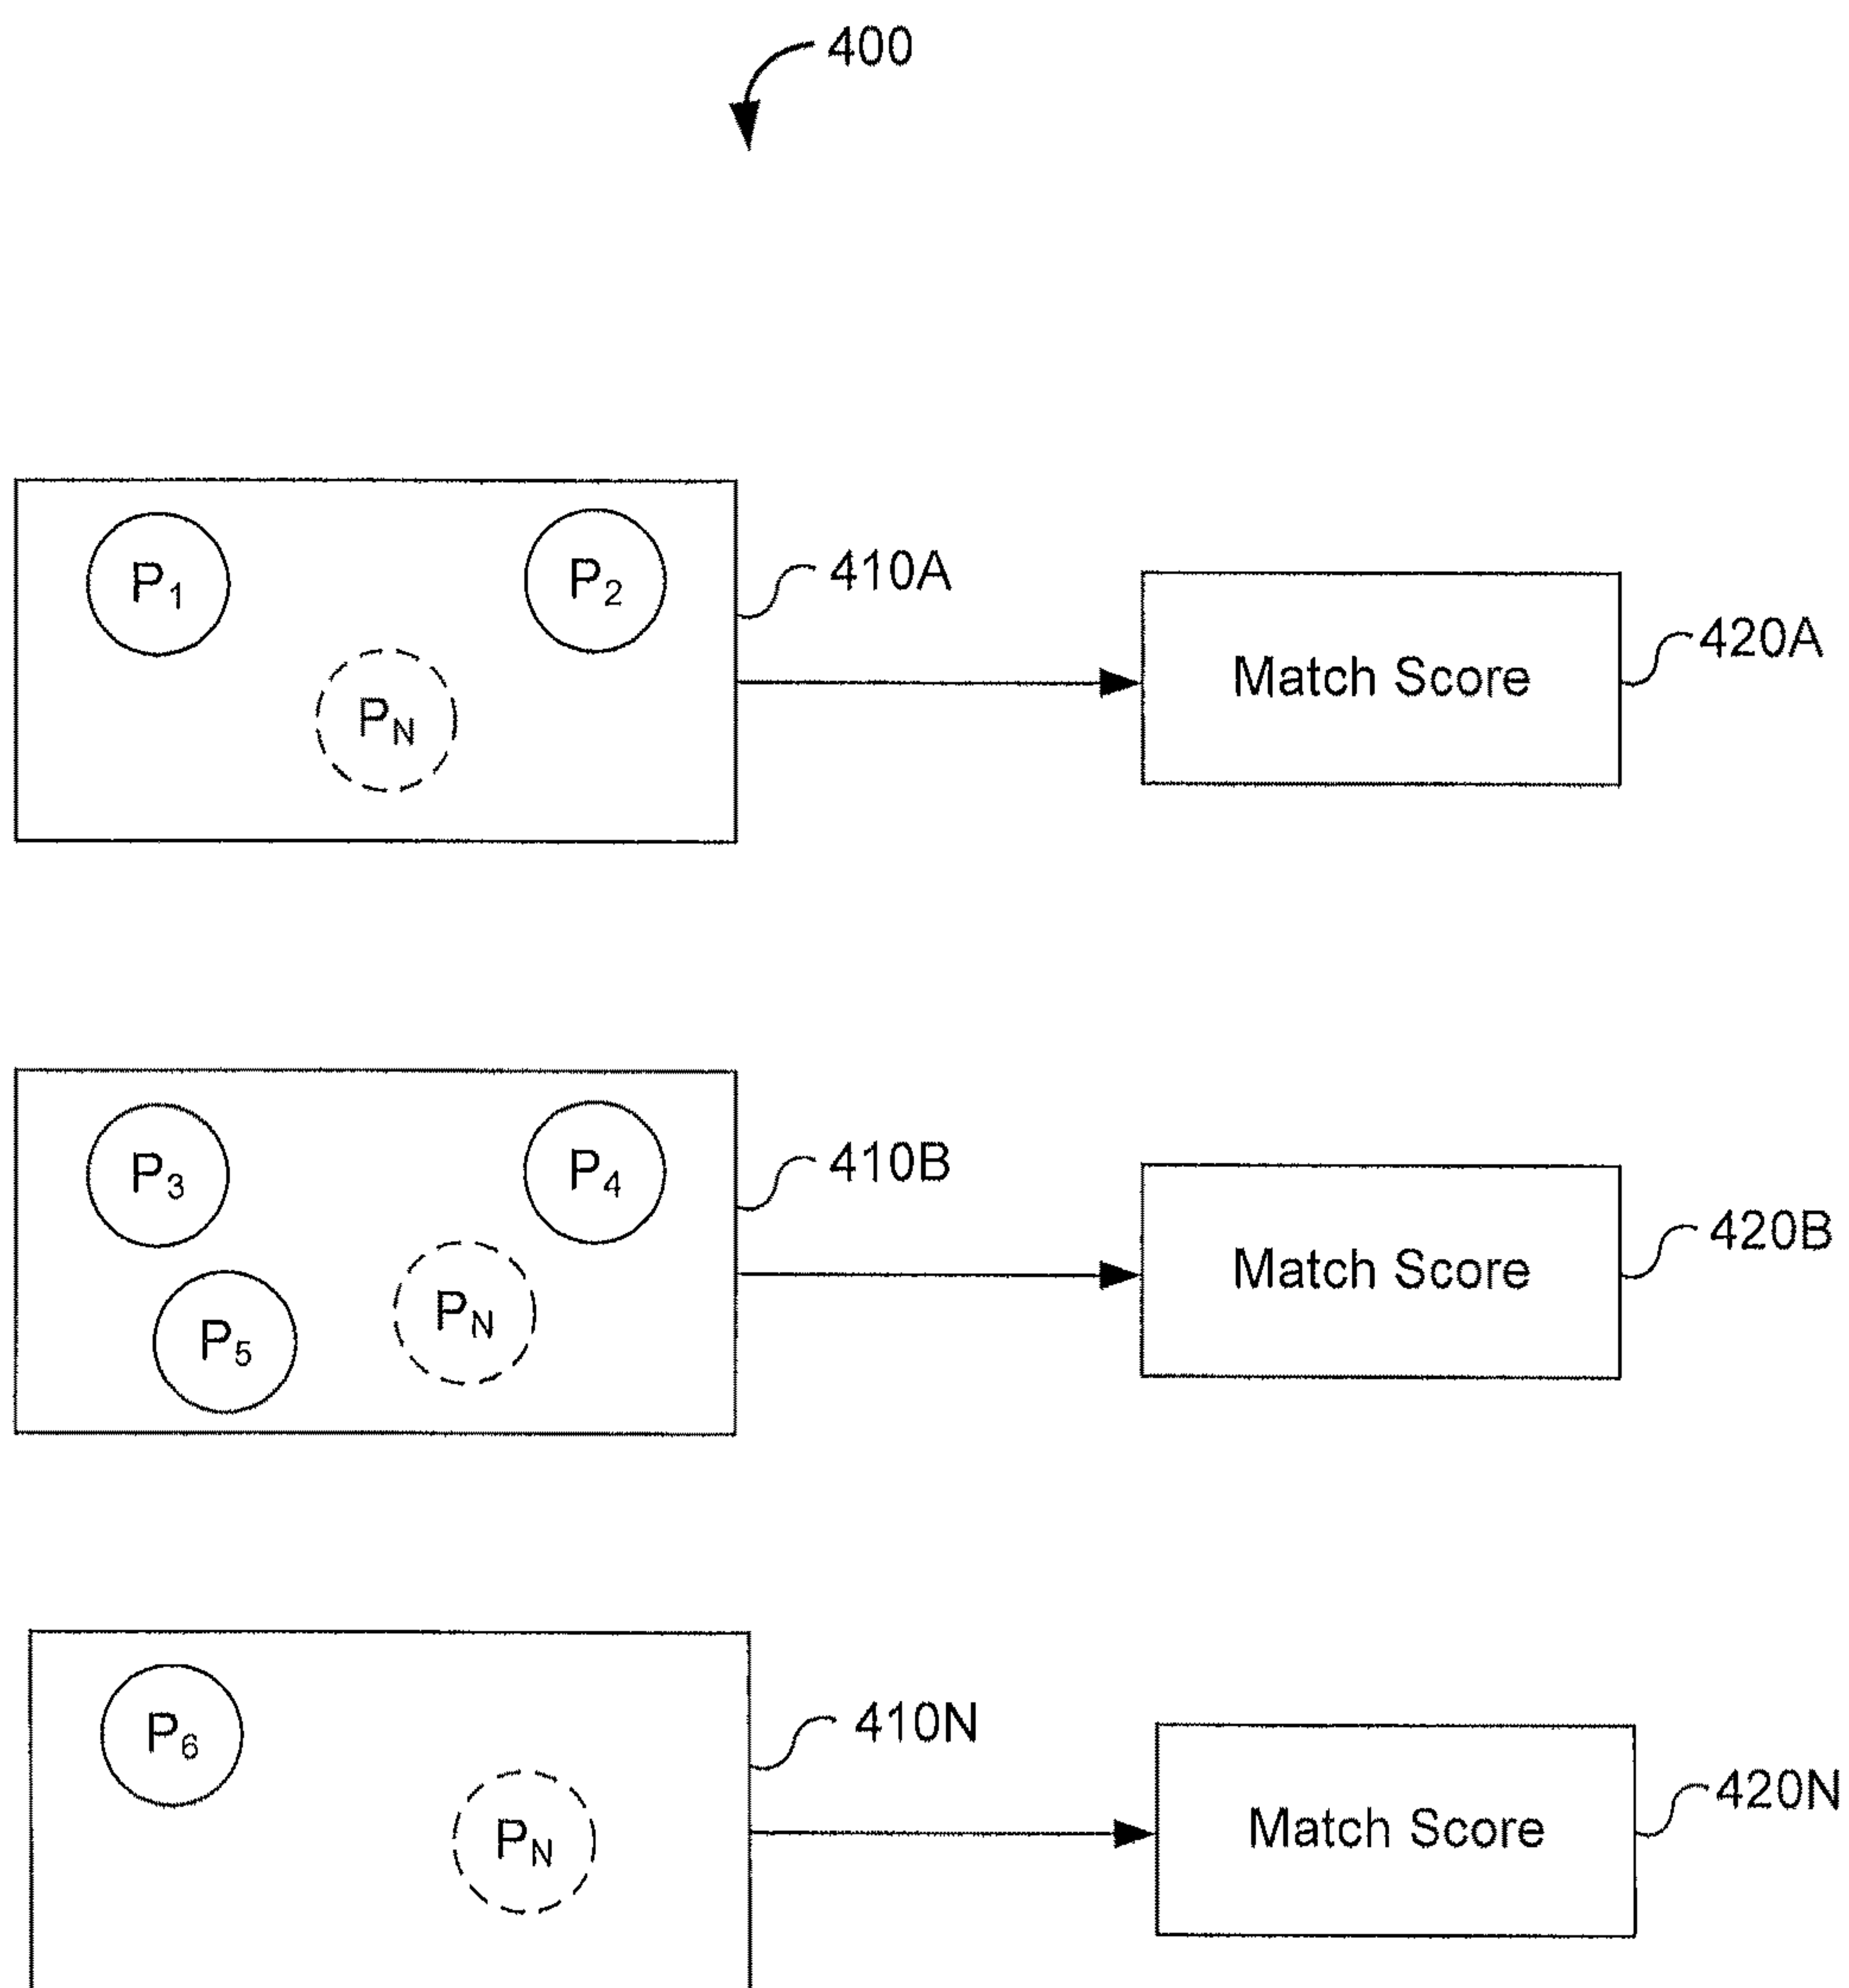 400
P1
P2
410A
PN
Match Score
420A
P3
P4
410B
P5
PN
Match Score
420B
P6
410N
PN
Match Score
420N